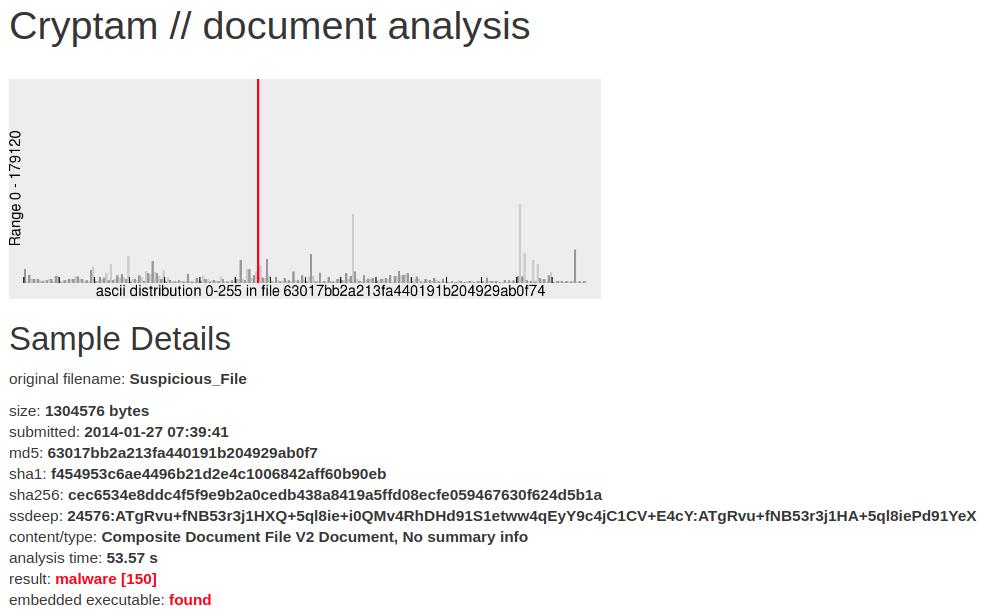 Cryptam // document analysis
Range 0 - 179120
ascii distribution 0-255 in file 63017bb2a213fa440191b204929ab0f74
Sample Details
original filename: Suspicious_File
size: 1304576 bytes
submitted: 2014-01-27 07:39:41
md5: 63017bb2a213fa440191b204929ab0f7
sha1: f454953c6ae4496b21d2e4c1006842aff60b90eb
sha256: cec6534e8ddc4f5f9e9b2a0cedb438a8419a5ffd08ecfe059467630f624d5b1a
ssdeep: 24576:ATgRvu+fNB53r3j1HXQ+5ql8ie+i0QMv4RhDHd91S1etww4qEyY9c4jC1CV+E4cY:ATgRvu+fNB53r3j1HA+5ql8iePd91YeX
content/type: Composite Document File V2 Document, No summary info
analysis time: 53.57 s
result: malware [150]
embedded executable: found